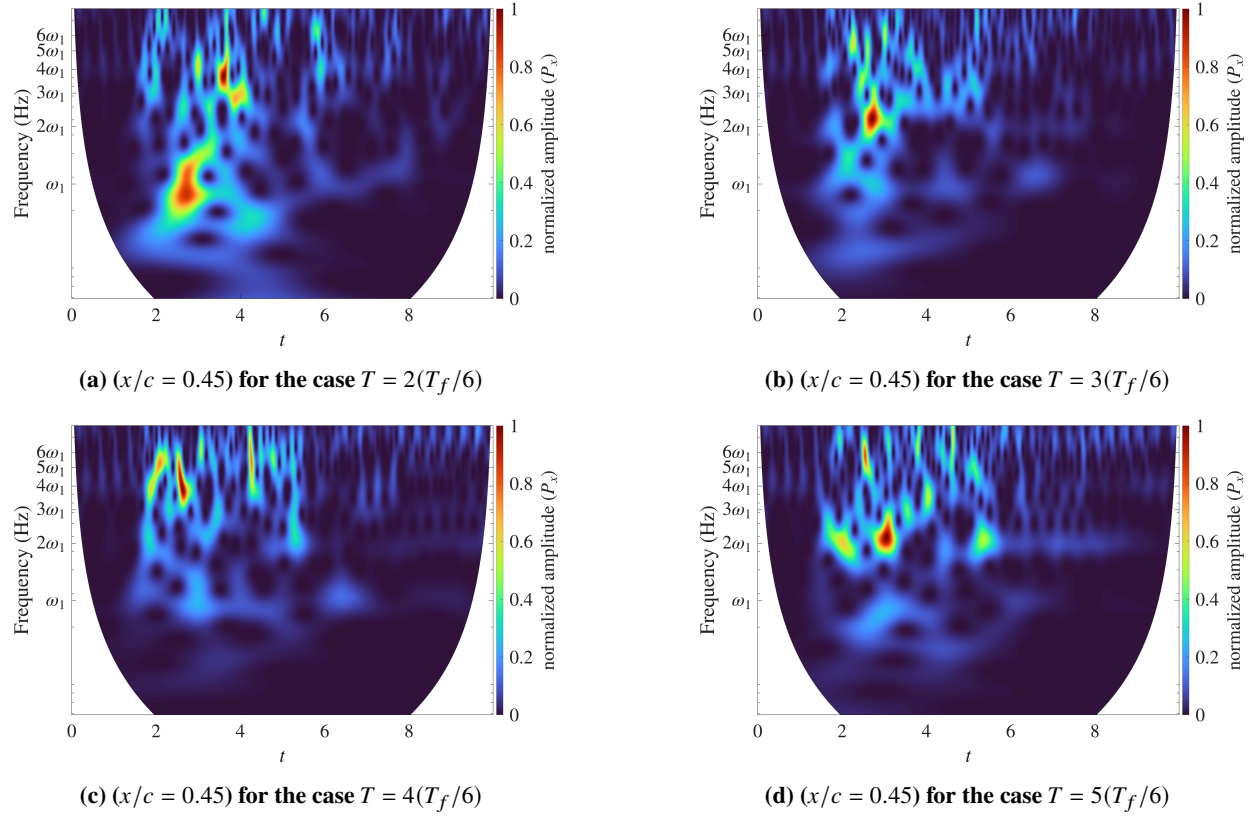 6ω₁
5ω₁
4ω₁
3ω₁
2ω₁
ω₁
Frequency (Hz)
0 2 4 6 8
t
1
0.8
0.6
0.4
0.2
0
normalized amplitude (Pₓ)
(a) (x/c = 0.45) for the case T = 2(T_f/6)
6ω₁
5ω₁
4ω₁
3ω₁
2ω₁
ω₁
Frequency (Hz)
0 2 4 6 8
t
1
0.8
0.6
0.4
0.2
0
normalized amplitude (Pₓ)
(b) (x/c = 0.45) for the case T = 3(T_f/6)
6ω₁
5ω₁
4ω₁
3ω₁
2ω₁
ω₁
Frequency (Hz)
0 2 4 6 8
t
1
0.8
0.6
0.4
0.2
0
normalized amplitude (Pₓ)
(c) (x/c = 0.45) for the case T = 4(T_f/6)
6ω₁
5ω₁
4ω₁
3ω₁
2ω₁
ω₁
Frequency (Hz)
0 2 4 6 8
t
1
0.8
0.6
0.4
0.2
0
normalized amplitude (Pₓ)
(d) (x/c = 0.45) for the case T = 5(T_f/6)